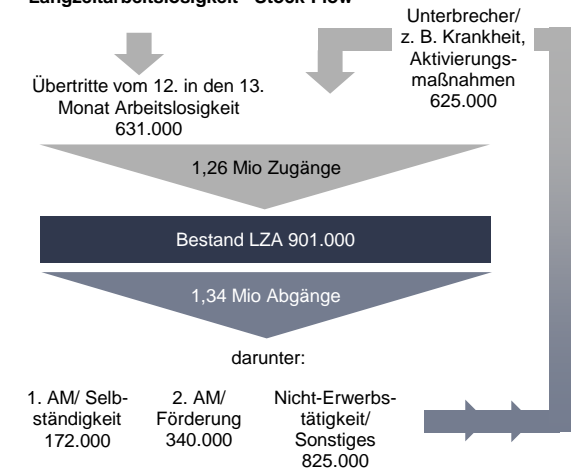 Langzeitarbeitslosigkeit - Stock-Flow
Unterbrecher/
z. B. Krankheit,
Aktivierungs-
maßnahmen
625.000
Übertritte vom 12. in den 13.
Monat Arbeitslosigkeit
631.000
1,26 Mio Zugänge
Bestand LZA 901.000
1,34 Mio Abgänge
darunter:
1. AM/ Selb-
ständigkeit
172.000
2. AM/
Förderung
340.000
Nicht-Erwerbs-
tätigkeit/
Sonstiges
825.000